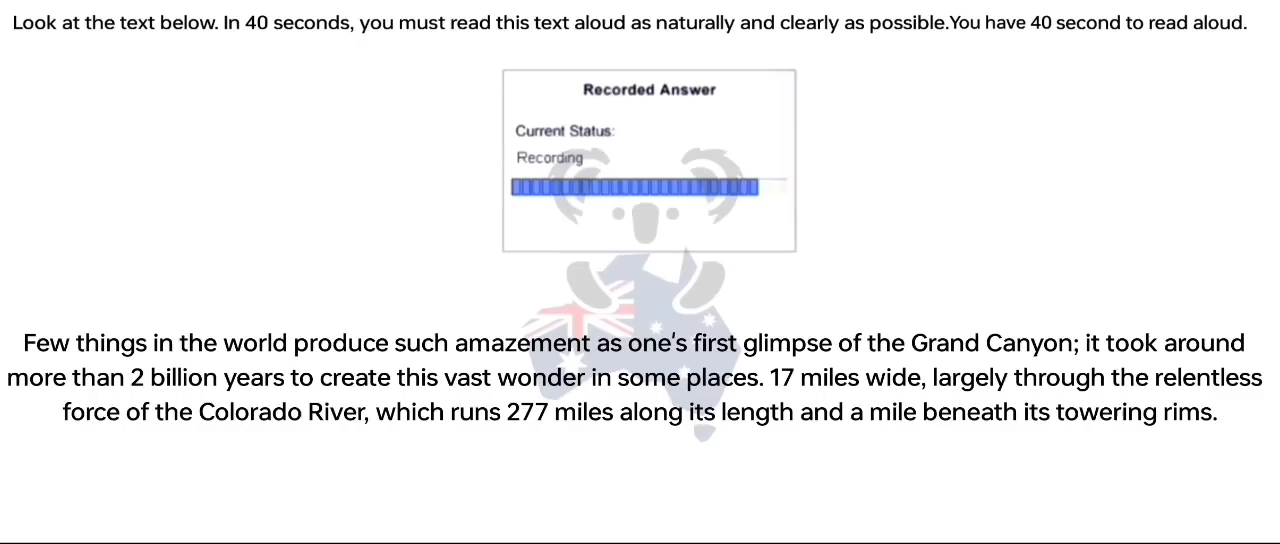 Look at the text below. In 40 seconds, you must read this text aloud as naturally and clearly as possible.You have 40 second to read aloud.
Recorded Answer
Current Status:
Recording
Few things in the world produce such amazement as one's first glimpse of the Grand Canyon; it took around
more than 2 billion years to create this vast wonder in some places. 17 miles wide, largely through the relentless
force of the Colorado River, which runs 277 miles along its length and a mile beneath its towering rims.